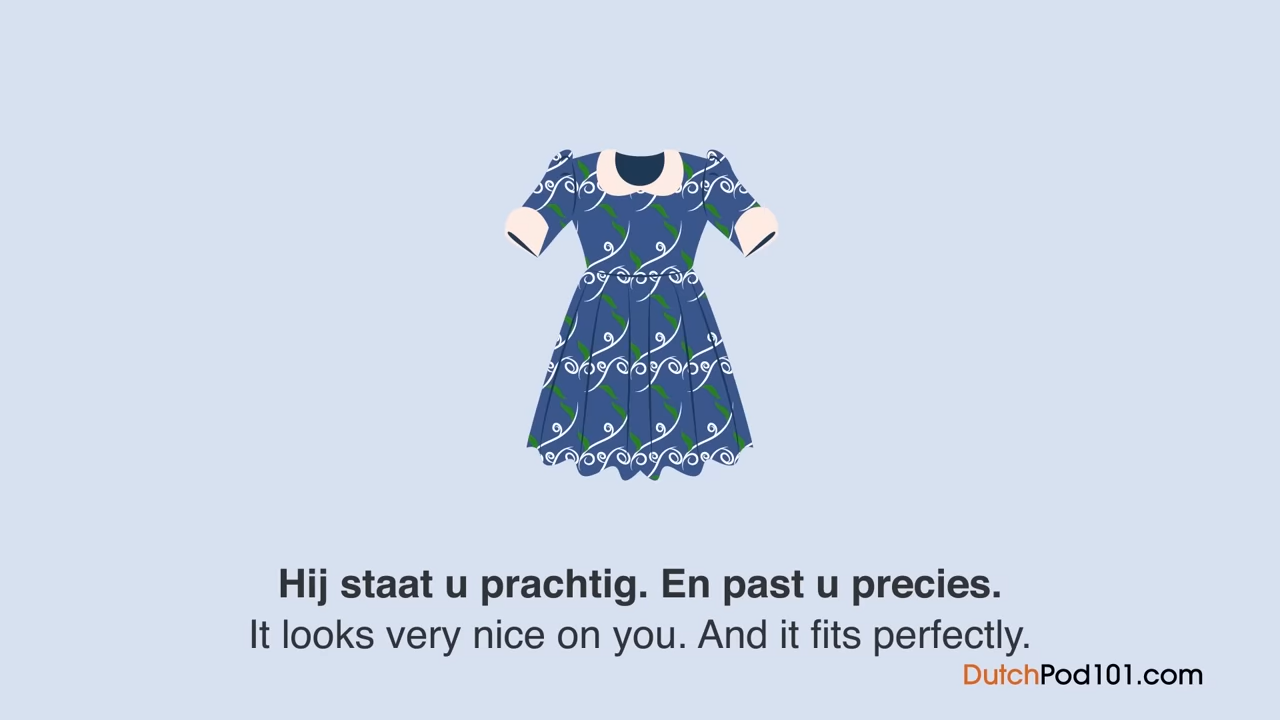 Hij staat u prachtig. En past u precies.
It looks very nice on you. And it fits perfectly.
DutchPod101.com